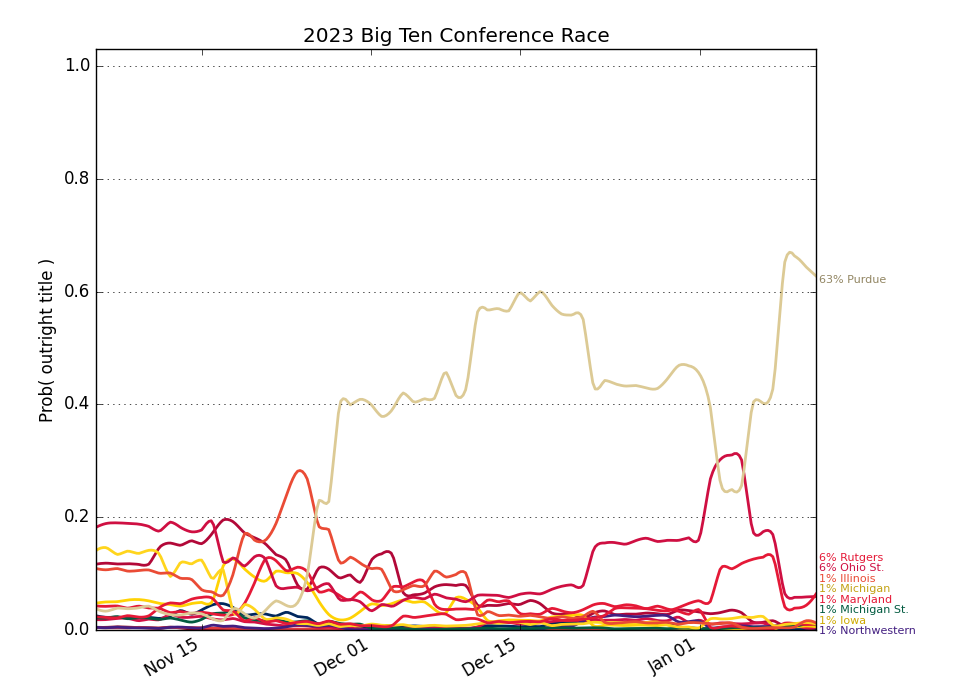 2023 Big Ten Conference Race
1.0
0.8
0.6
0.4
0.2
0.0
Prob( outright title )
Nov 15
Dec 01
Dec 15
Jan 01
63% Purdue
6% Rutgers
6% Ohio St.
1% Illinois
1% Michigan
1% Maryland
1% Michigan St.
1% Iowa
1% Northwestern